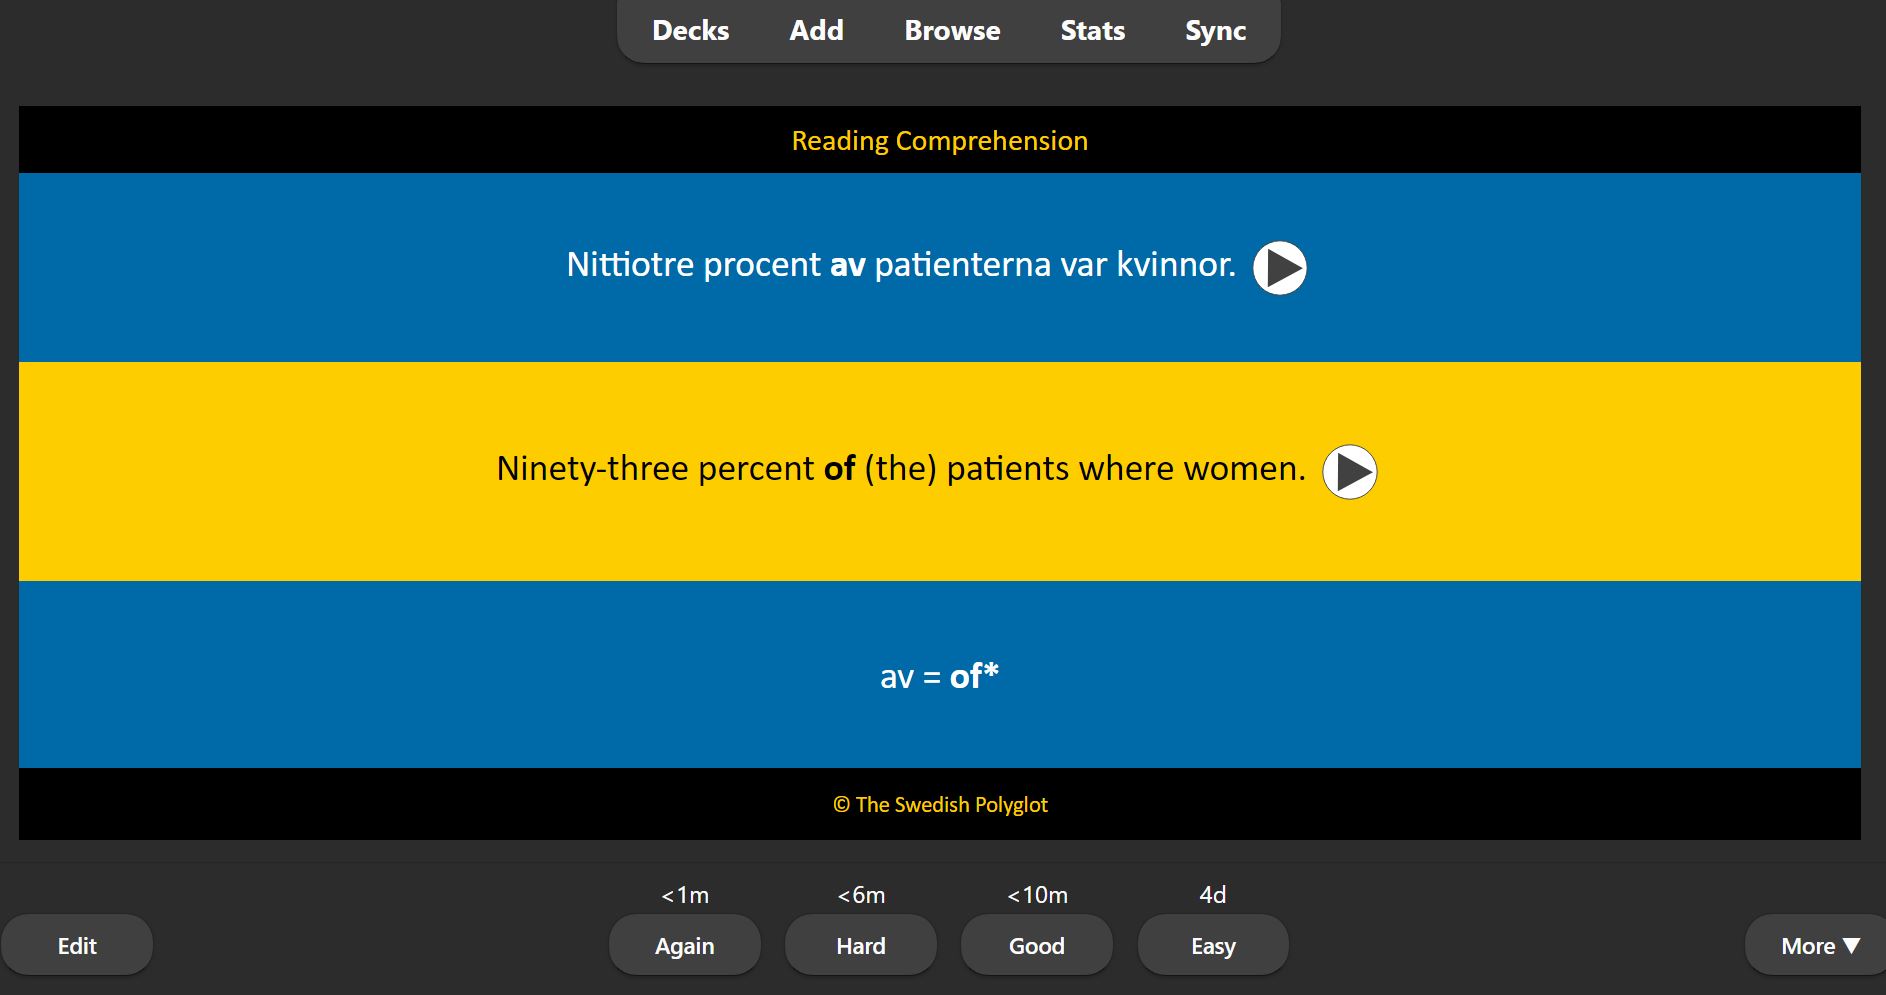 Decks Add Browse Stats Sync
Reading Comprehension
Nittiotre procent av patienterna var kvinnor.
Ninety-three percent of (the) patients where women.
av = of*
© The Swedish Polyglot
<1m <6m <10m 4d
Edit Again Hard Good Easy More ▼